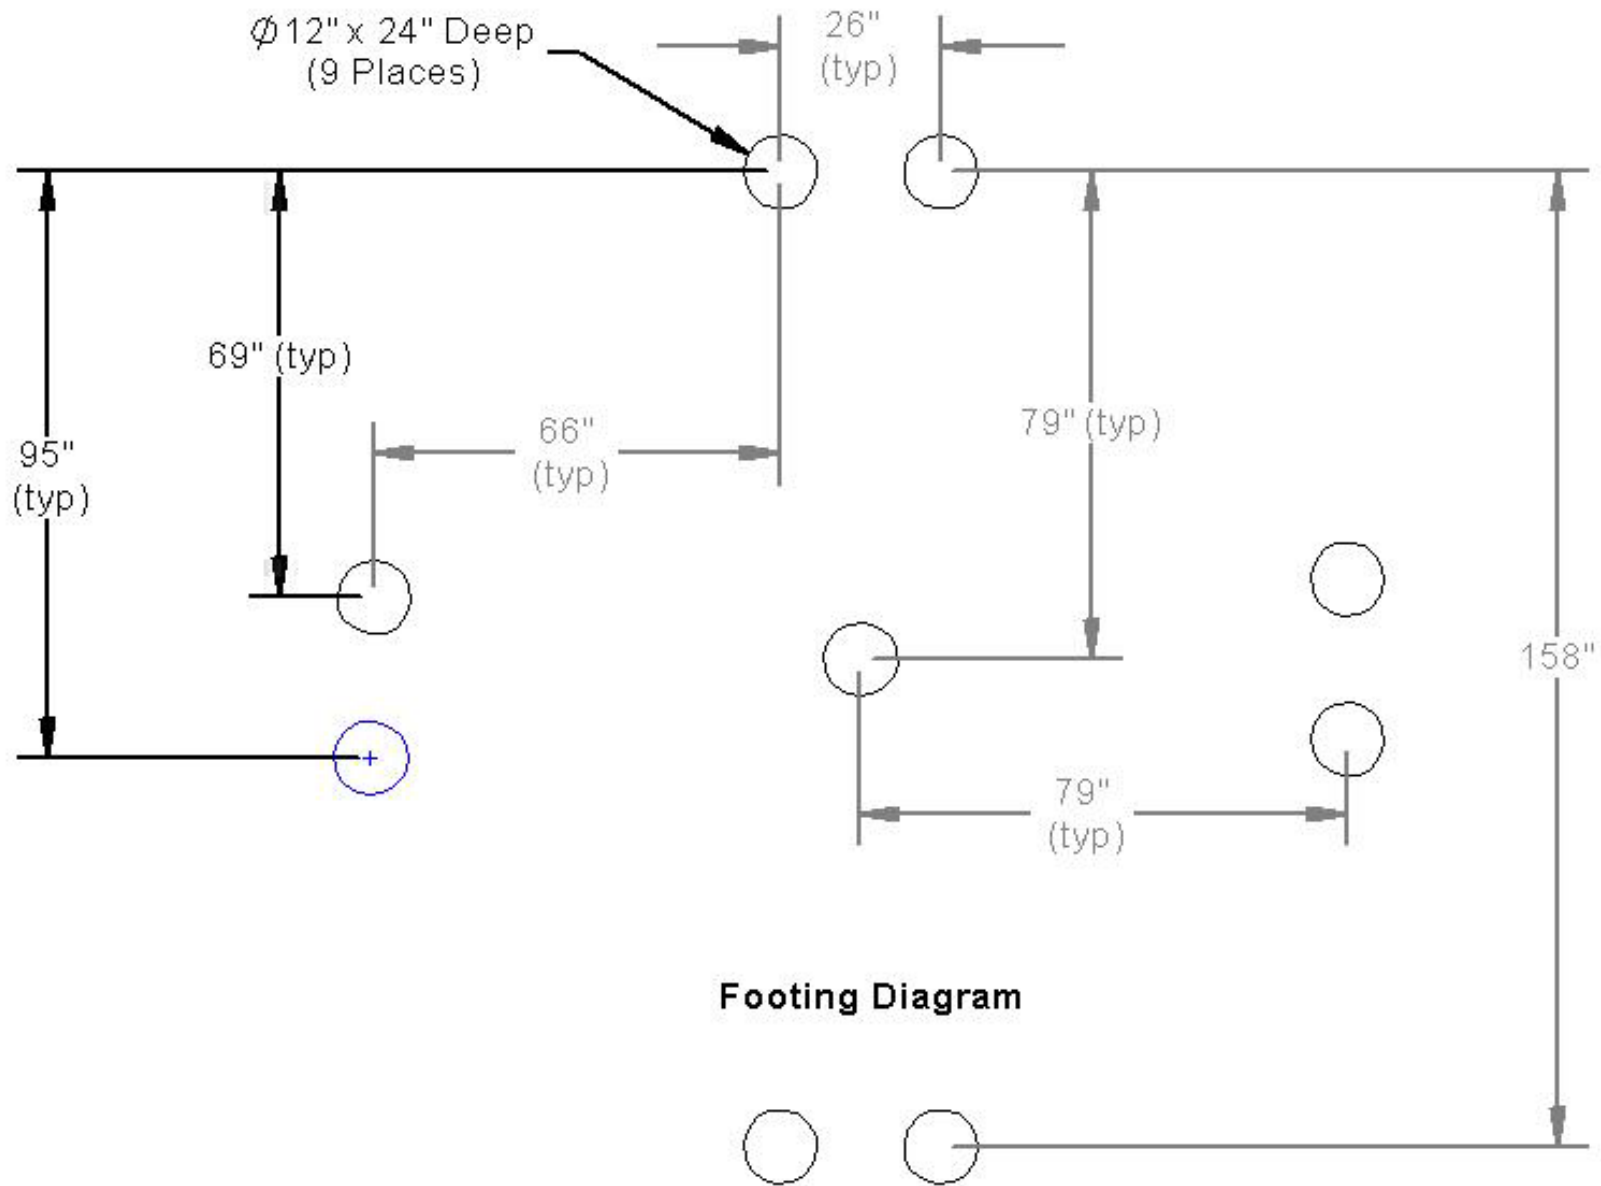 Ø12" x 24" Deep
(9 Places)
26"
(typ)
69" (typ)
95"
(typ)
66"
(typ)
79" (typ)
158"
79"
(typ)
Footing Diagram